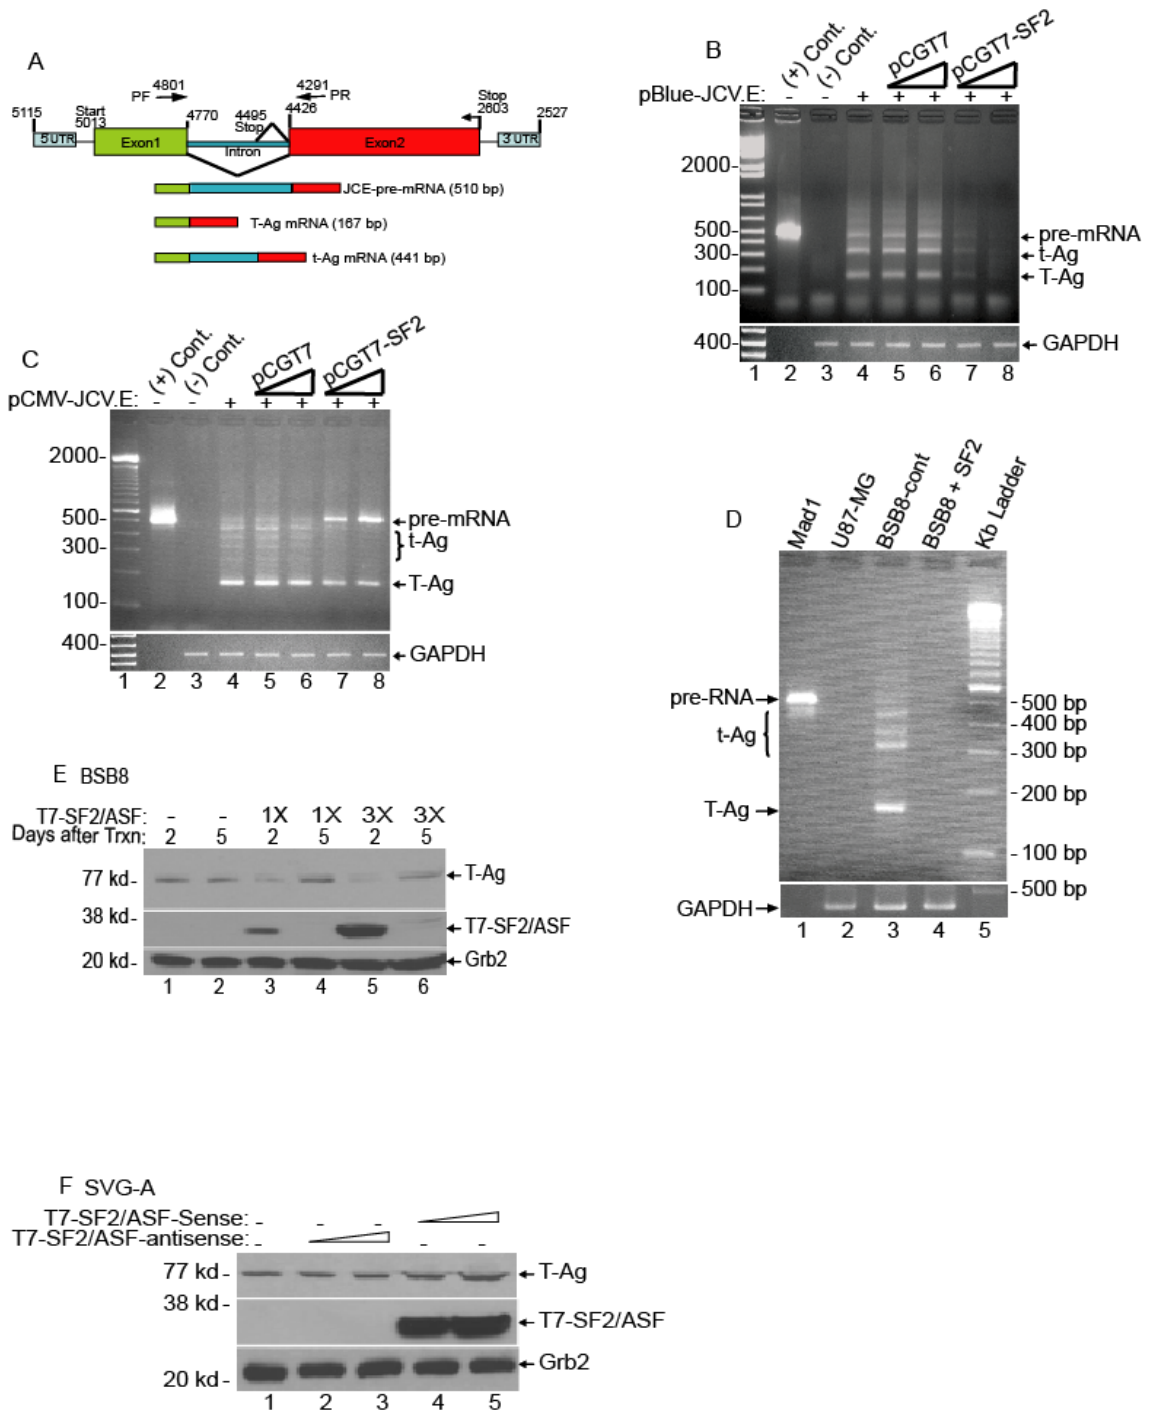 A
4801
PF
4291
PR
5115
Start
5013
4770
4495
Stop
4426
Stop
2603
2527
5'UTR
Exon1
Intron
Exon2
3'UTR
JCE-pre-mRNA (510 bp)
T-Ag mRNA (167 bp)
t-Ag mRNA (441 bp)
B
(+) Cont.
(-) Cont.
pCGT7
pCGT7-SF2
pBlue-JCV.E: - - + + + + +
2000-
500-
300-
100-
pre-mRNA
t-Ag
T-Ag
400-
GAPDH
1 2 3 4 5 6 7 8
C
(+) Cont.
(-) Cont.
pCGT7
pCGT7-SF2
pCMV-JCV.E: - - + + + + +
2000-
500-
300-
100-
pre-mRNA
t-Ag
T-Ag
400-
GAPDH
1 2 3 4 5 6 7 8
D
Mad1
U87-MG
BSB8-cont
BSB8 + SF2
Kb Ladder
pre-RNA
t-Ag
T-Ag
- 500 bp
- 400 bp
- 300 bp
- 200 bp
- 100 bp
- 500 bp
GAPDH
1 2 3 4 5
E BSB8
T7-SF2/ASF: - - 1X 1X 3X 3X
Days after Trxn: 2 5 2 5 2 5
77 kd-
T-Ag
38 kd-
T7-SF2/ASF
20 kd-
Grb2
1 2 3 4 5 6
F SVG-A
T7-SF2/ASF-Sense: - - -
T7-SF2/ASF-antisense: - - -
77 kd-
T-Ag
38 kd-
T7-SF2/ASF
Grb2
20 kd-
1 2 3 4 5